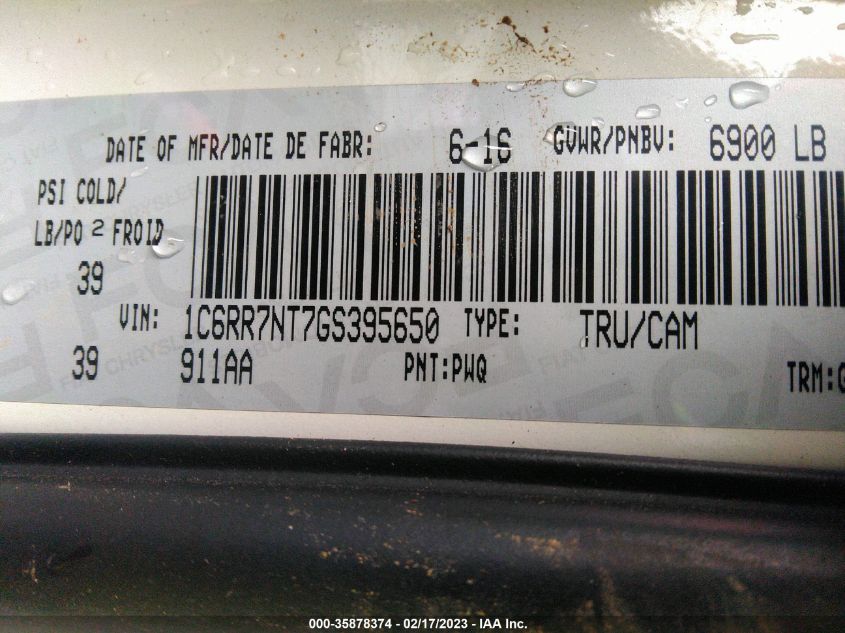 DATE OF MFR/DATE DE FABR: 6-16 GVWR/PNBV: 6900 LB
PSI COLD/
LB/PO 2 FROID
39
VIN: 1C6RR7NT7GS395650 TYPE: TRU/CAM
39 911AA PNT:PWQ TRM:
000-35878374 - 02/17/2023 - IAA Inc.